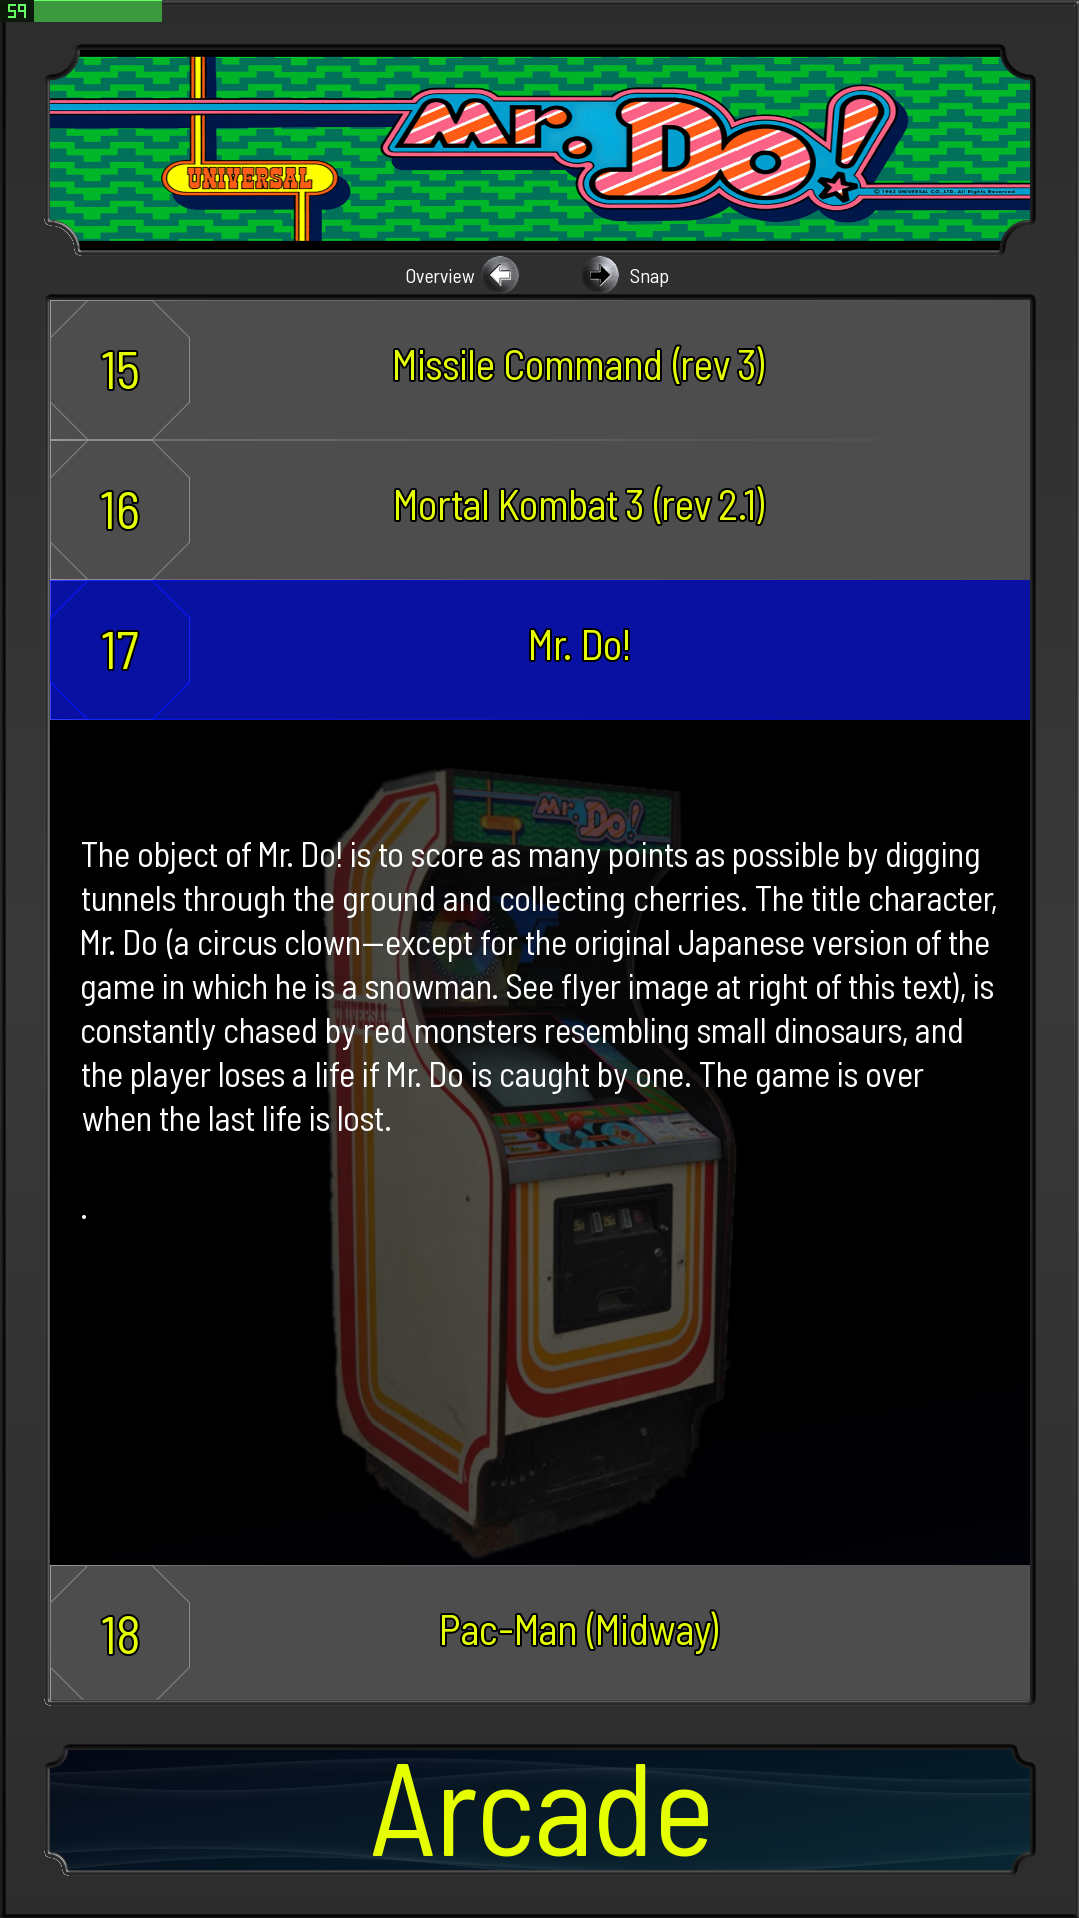 59
Mr. Do!
UNIVERSAL
© 1982 UNIVERSAL CO., LTD. All Rights Reserved
Overview
Snap
15
Missile Command (rev 3)
16
Mortal Kombat 3 (rev 2.1)
17
Mr. Do!
Mr. Do!
The object of Mr. Do! is to score as many points as possible by digging
tunnels through the ground and collecting cherries. The title character,
Mr. Do (a circus clown—except for the original Japanese version of the
game in which he is a snowman. See flyer image at right of this text), is
UNIVERSAL
constantly chased by red monsters resembling small dinosaurs, and
the player loses a life if Mr. Do is caught by one. The game is over
when the last life is lost.
.
18
Pac-Man (Midway)
Arcade